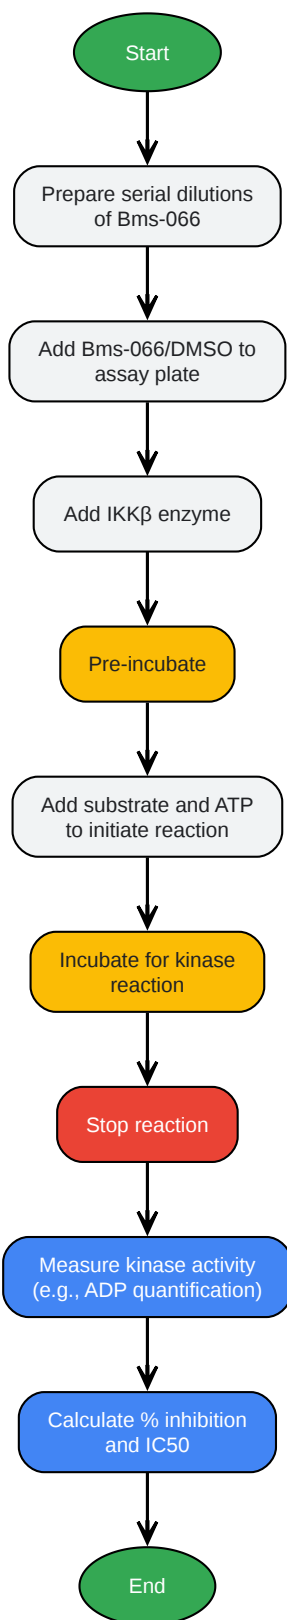 Start
Prepare serial dilutions
of Bms-066
Add Bms-066/DMSO to
assay plate
Add IKKβ enzyme
Pre-incubate
Add substrate and ATP
to initiate reaction
Incubate for kinase
reaction
Stop reaction
Measure kinase activity
(e.g., ADP quantification)
Calculate % inhibition
and IC50
End